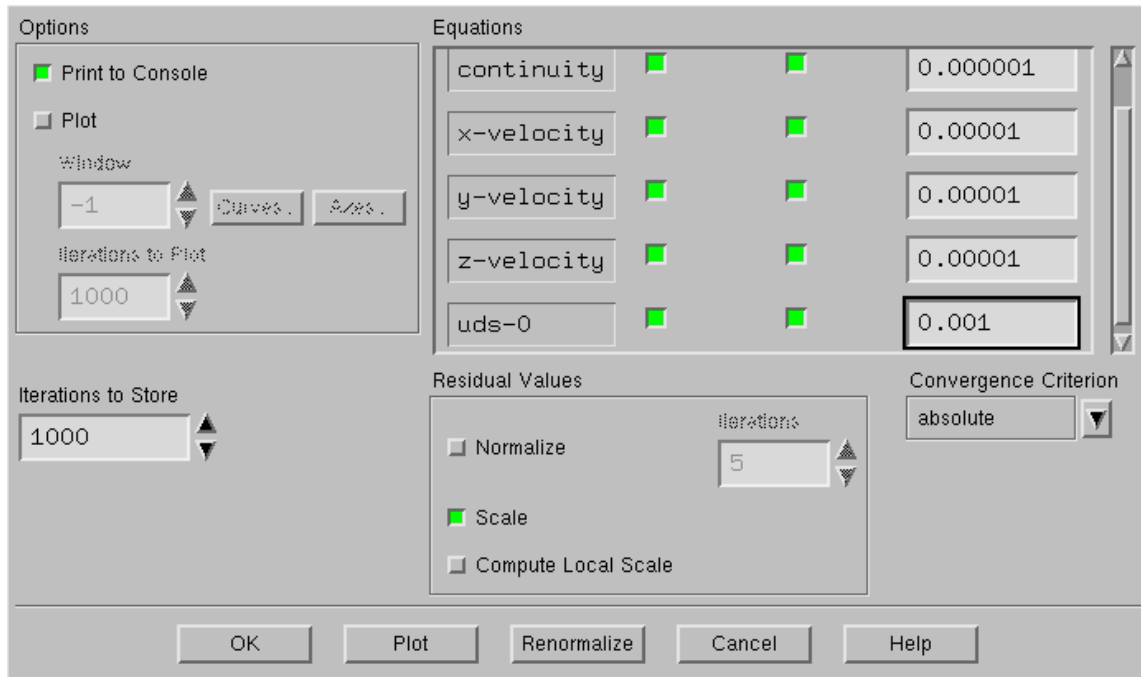 Options
Print to Console
Plot
Window
-1
Curves...
Axes...
Iterations to Plot
1000
Iterations to Store
1000
Equations
continuity 0.000001
x-velocity 0.00001
y-velocity 0.00001
z-velocity 0.00001
uds-0 0.001
Residual Values
Normalize
Iterations
5
Scale
Compute Local Scale
Convergence Criterion
absolute
OK Plot Renormalize Cancel Help